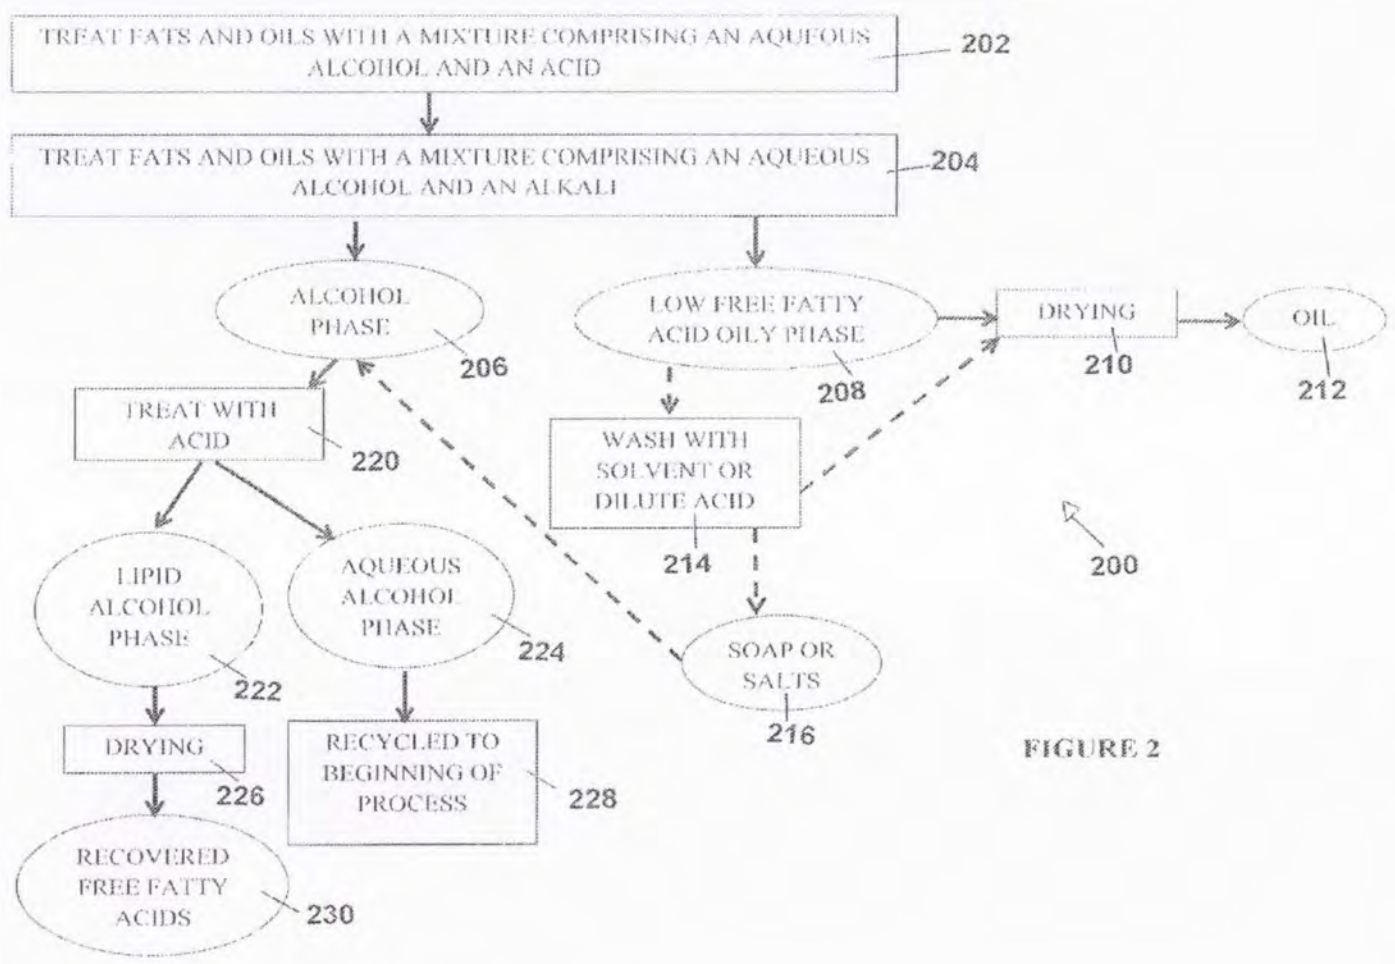 TREAT FATS AND OILS WITH A MIXTURE COMPRISING AN AQUEOUS
ALCOHOL AND AN ACID
202
TREAT FATS AND OILS WITH A MIXTURE COMPRISING AN AQUEOUS
ALCOHOL AND AN ALKALI
204
ALCOHOL
PHASE
206
LOW FREE FATTY
ACID OILY PHASE
208
DRYING
210
OIL
212
TREAT WITH
ACID
220
WASH WITH
SOLVENT OR
DILUTE ACID
214
200
LIPID
ALCOHOL
PHASE
222
AQUEOUS
ALCOHOL
PHASE
224
SOAP OR
SALTS
216
DRYING
226
RECYCLED TO
BEGINNING OF
PROCESS
228
FIGURE 2
RECOVERED
FREE FATTY
ACIDS
230